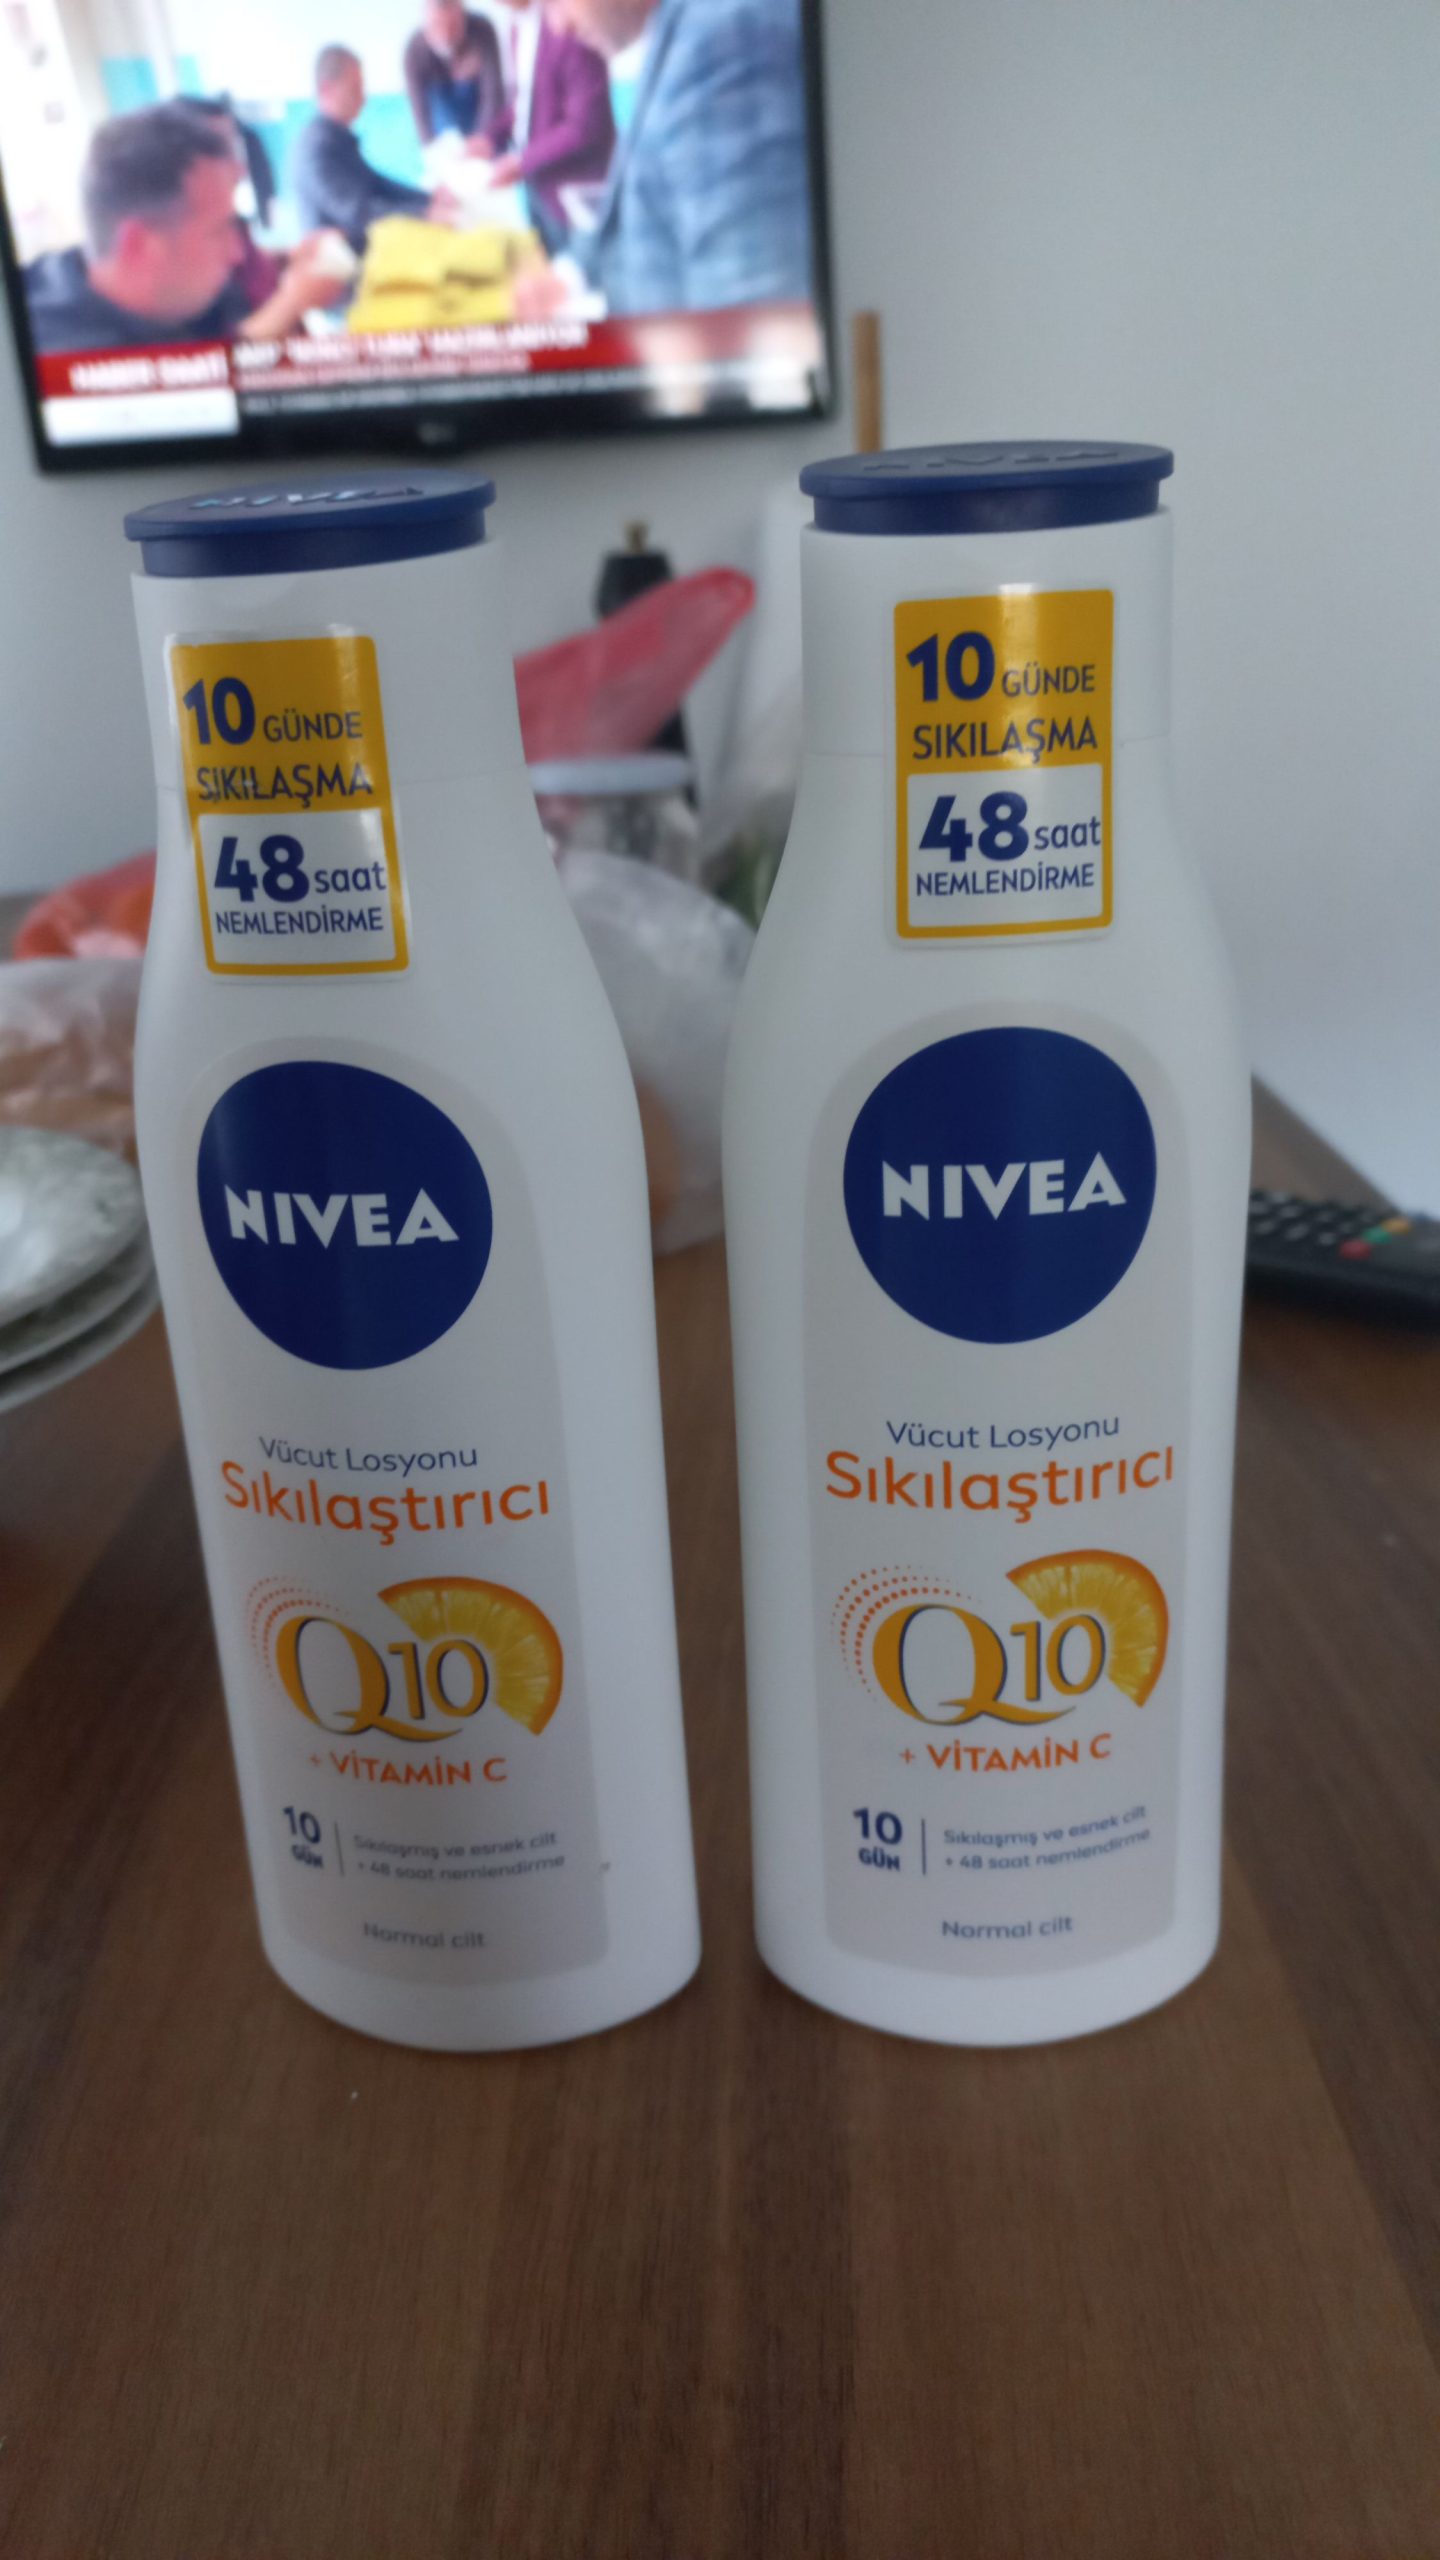 HABER SAATİ
NIVEA
10 GÜNDE
SIKILAŞMA
48 saat
NEMLENDİRME
NIVEA
Vücut Losyonu
Sıkılaştırıcı
Q10
+ VİTAMİN C
10
GÜN
Sıkılaşmış ve esnek cilt
+ 48 saat nemlendirme
Normal cilt
NIVEA
10 GÜNDE
SIKILAŞMA
48 saat
NEMLENDİRME
NIVEA
Vücut Losyonu
Sıkılaştırıcı
Q10
+ VİTAMİN C
10
GÜN
Sıkılaşmış ve esnek cilt
+ 48 saat nemlendirme
Normal cilt